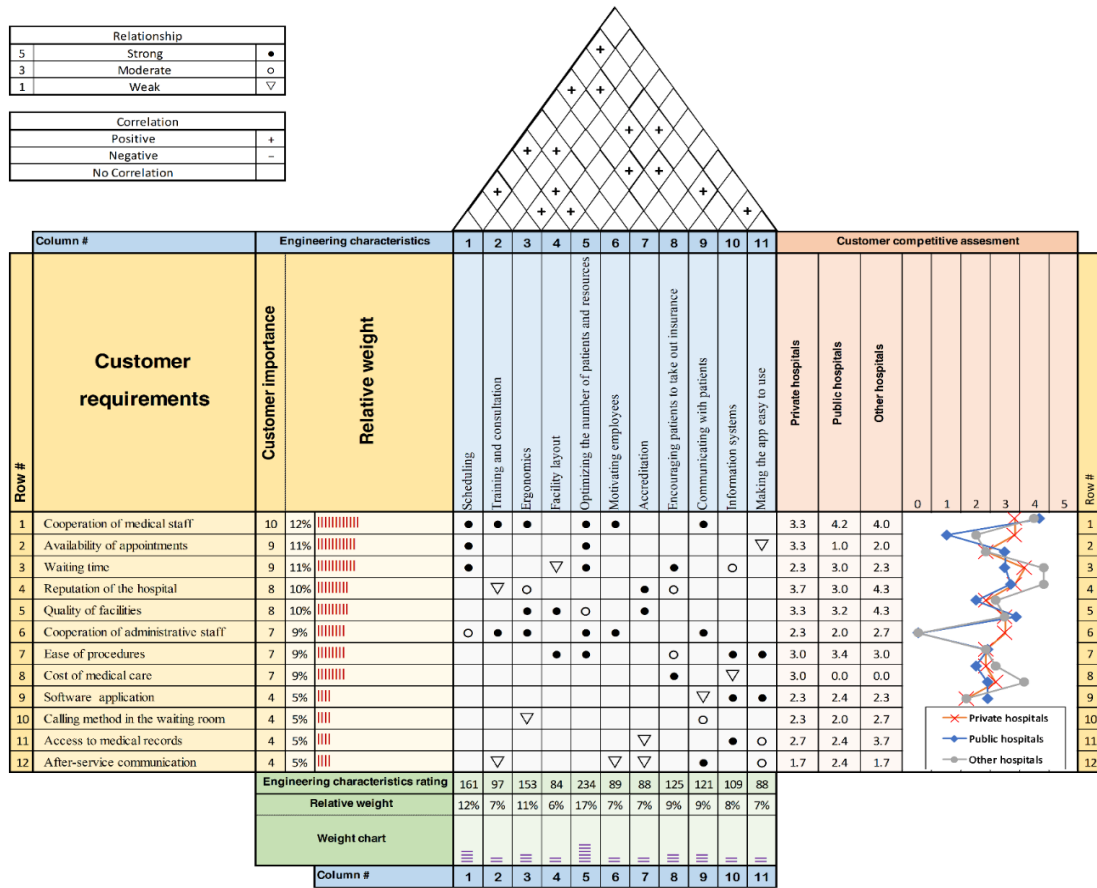 Relationship
5 Strong ●
3 Moderate ○
1 Weak ▽
Correlation
Positive +
Negative −
No Correlation
+
+ +
+ +
+ + +
+ +
+ + +
+ + +
Column # Engineering characteristics 1 2 3 4 5 6 7 8 9 10 11 Customer competitive assesment
Row #
Customer requirements
Customer importance
Relative weight
Scheduling
Training and consultation
Ergonomics
Facility layout
Optimizing the number of patients and resources
Motivating employees
Accreditation
Encouraging patients to take out insurance
Communicating with patients
Information systems
Making the app easy to use
Private hospitals
Public hospitals
Other hospitals
Row #
0 1 2 3 4 5
1 Cooperation of medical staff 10 12% |||||||||||| ● ● ● ● ● ● 3.3 4.2 4.0 1
2 Availability of appointments 9 11% ||||||||||| ● ● ▽ 3.3 1.0 2.0 2
3 Waiting time 9 11% ||||||||||| ● ▽ ● ● ○ 2.3 3.0 2.3 3
4 Reputation of the hospital 8 10% ||||||||| ▽ ○ ● ○ 3.7 3.0 4.3 4
5 Quality of facilities 8 10% ||||||||| ● ● ○ ● 3.3 3.2 4.3 5
6 Cooperation of administrative staff 7 9% |||||||| ○ ● ● ● ● ● 2.3 2.0 2.7 6
7 Ease of procedures 7 9% |||||||| ● ● ○ ● ● 3.0 3.4 3.0 7
8 Cost of medical care 7 9% |||||||| ● ▽ 3.0 0.0 0.0 8
9 Software application 4 5% |||| ▽ ● ● 2.3 2.4 2.3 9
10 Calling method in the waiting room 4 5% |||| ▽ ○ 2.3 2.0 2.7 10
11 Access to medical records 4 5% |||| ▽ ● ○ 2.7 2.4 3.7 11
12 After-service communication 4 5% |||| ▽ ▽ ▽ ● ○ 1.7 2.4 1.7 12
Private hospitals
Public hospitals
Other hospitals
Engineering characteristics rating 161 97 153 84 234 89 88 125 121 109 88
Relative weight 12% 7% 11% 6% 17% 7% 7% 9% 9% 8% 7%
Weight chart
Column # 1 2 3 4 5 6 7 8 9 10 11